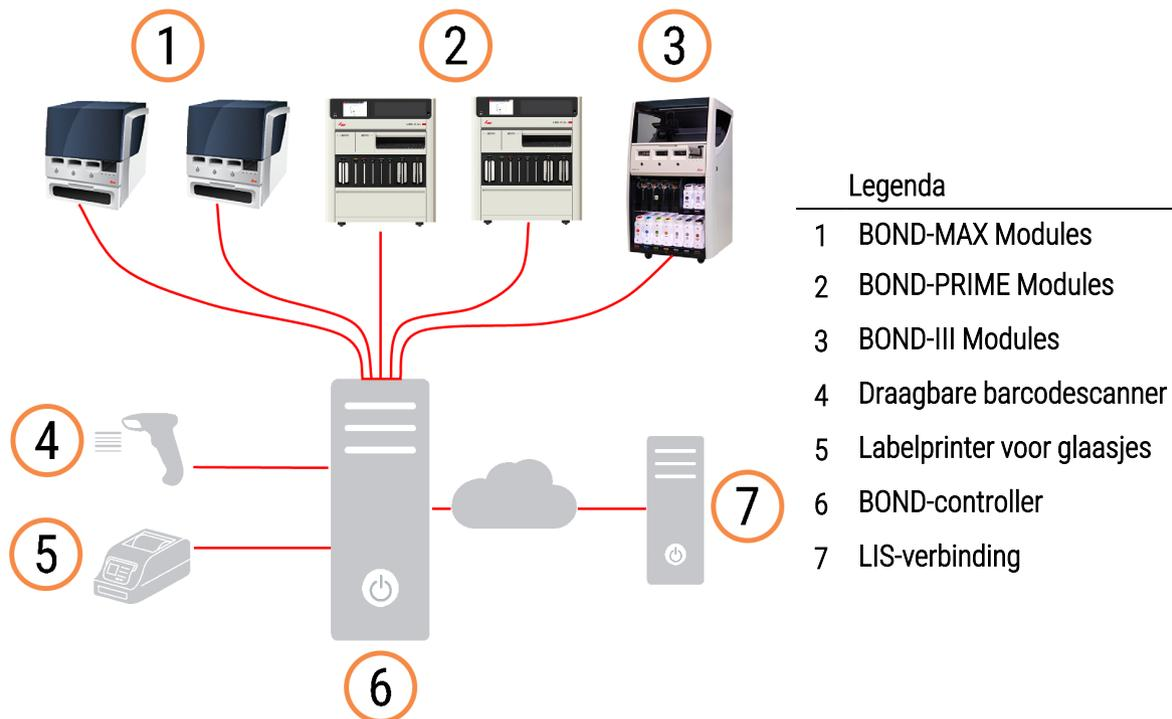 1
2
3
4
5
6
7
Legenda
1 BOND-MAX Modules
2 BOND-PRIME Modules
3 BOND-III Modules
4 Draagbare barcodescanner
5 Labelprinter voor glaasjes
6 BOND-controller
7 LIS-verbinding